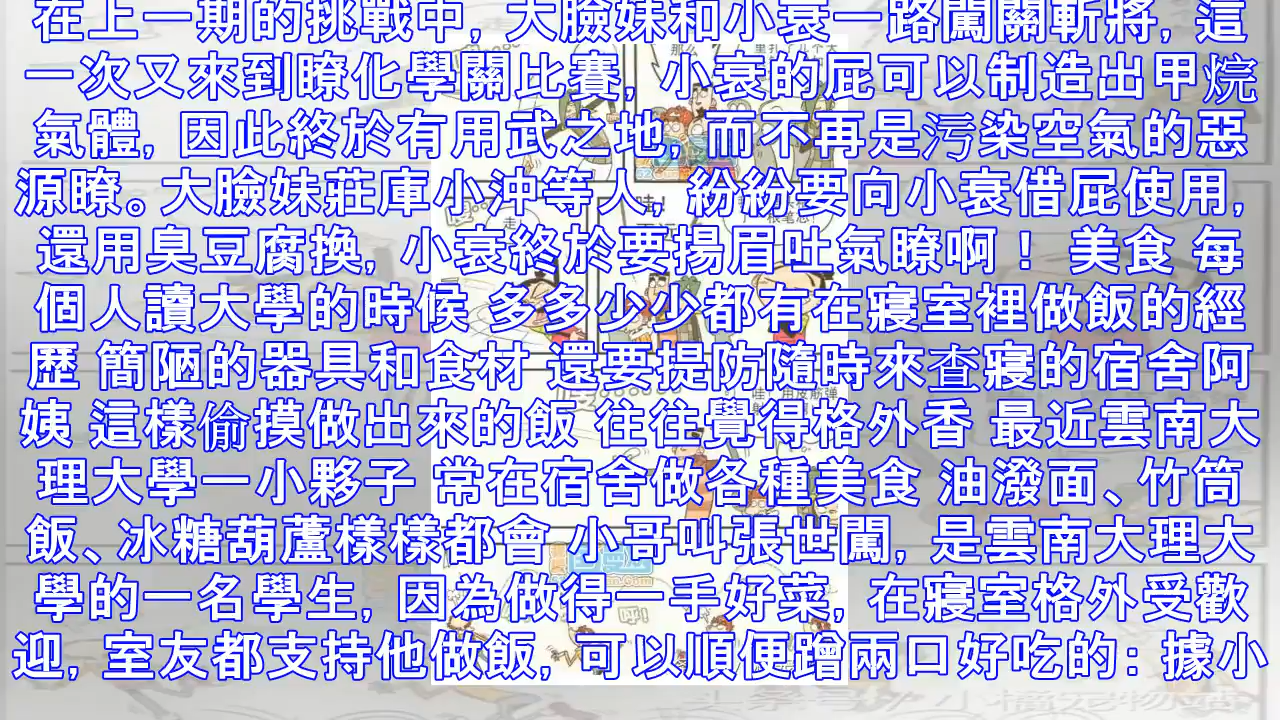 在上一期的挑戰中, 大臉妹和小衰一路闖關斬將, 這
一次又來到瞭化學關比賽, 小衰的屁可以制造出甲烷
氣體, 因此終於有用武之地, 而不再是污染空氣的惡
源瞭。大臉妹莊庫小沖等人, 紛紛要向小衰借屁使用,
還用臭豆腐換, 小衰終於要揚眉吐氣瞭啊！ 美食 每
個人讀大學的時候 多多少少都有在寢室裡做飯的經
歷 簡陋的器具和食材 還要提防隨時來查寢的宿舍阿
姨 這樣偷摸做出來的飯 往往覺得格外香 最近雲南大
理大學一小夥子 常在宿舍做各種美食 油潑面、竹筒
飯、冰糖葫蘆樣樣都會 小哥叫張世闖, 是雲南大理大
學的一名學生, 因為做得一手好菜, 在寢室格外受歡
迎, 室友都支持他做飯, 可以順便蹭兩口好吃的: 據小